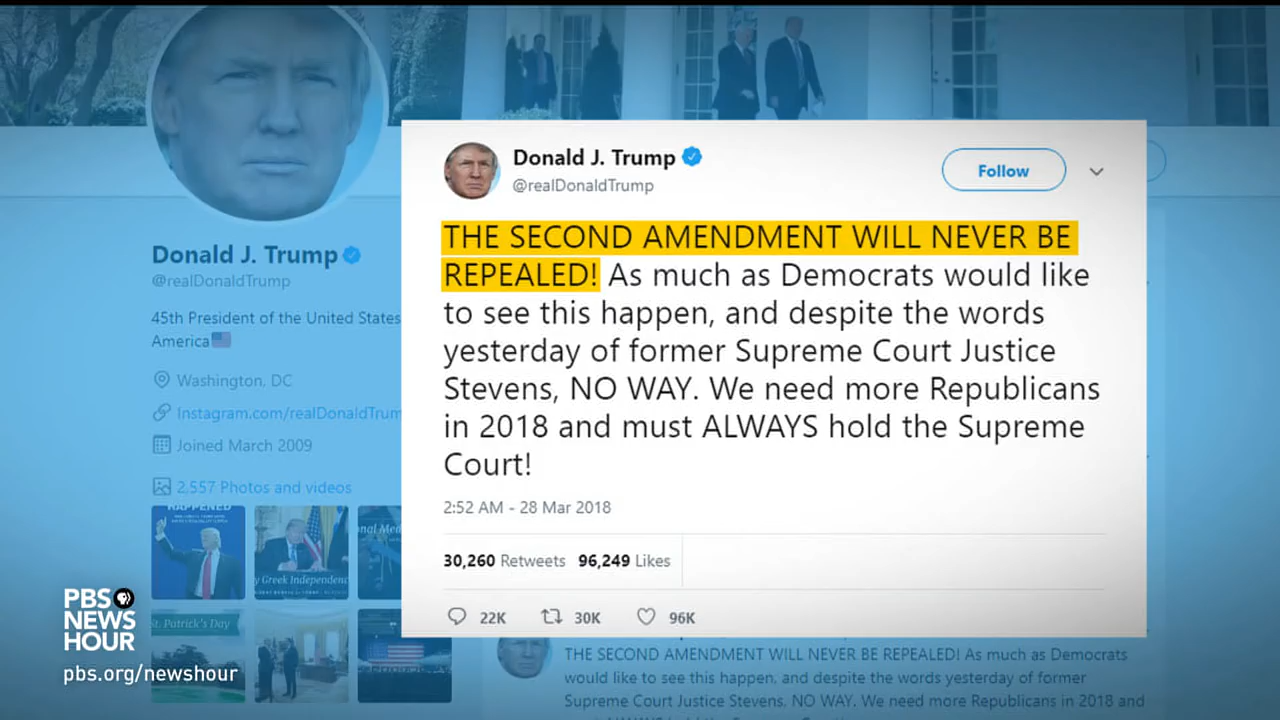 Donald J. Trump
@realDonaldTrump
Follow
THE SECOND AMENDMENT WILL NEVER BE
REPEALED! As much as Democrats would like
to see this happen, and despite the words
yesterday of former Supreme Court Justice
Stevens, NO WAY. We need more Republicans
in 2018 and must ALWAYS hold the Supreme
Court!
2:52 AM - 28 Mar 2018
30,260 Retweets 96,249 Likes
22K 30K 96K
Donald J. Trump
@realDonaldTrump
45th President of the United States
America
Washington, DC
Instagram.com/realDonaldTrum
Joined March 2009
2,557 Photos and videos
HAPPENED
Greek Independenc
St. Patrick's Day
THE SECOND AMENDMENT WILL NEVER BE REPEALED! As much as Democrats
would like to see this happen, and despite the words yesterday of former
Supreme Court Justice Stevens, NO WAY. We need more Republicans in 2018 and
PBS
NEWS
HOUR
pbs.org/newshour